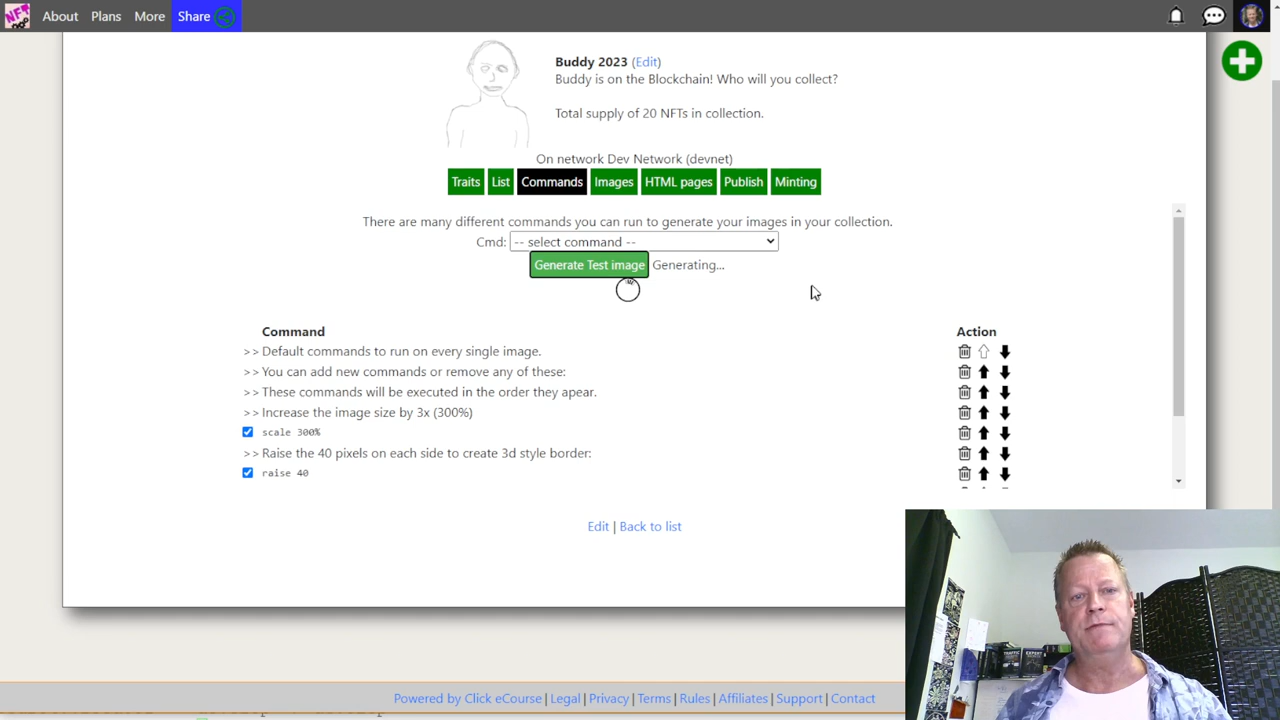 NFT POP About Plans More Share
Buddy 2023 (Edit)
Buddy is on the Blockchain! Who will you collect?
Total supply of 20 NFTs in collection.
On network Dev Network (devnet)
Traits List Commands Images HTML pages Publish Minting
There are many different commands you can run to generate your images in your collection.
Cmd: -- select command --
Generate Test image Generating...
Command Action
>> Default commands to run on every single image.
>> You can add new commands or remove any of these:
>> These commands will be executed in the order they apear.
>> Increase the image size by 3x (300%)
scale 300%
>> Raise the 40 pixels on each side to create 3d style border:
raise 40
Edit | Back to list
TRAFFIC
EXPERT
Powered by Click eCourse | Legal | Privacy | Terms | Rules | Affiliates | Support | Contact